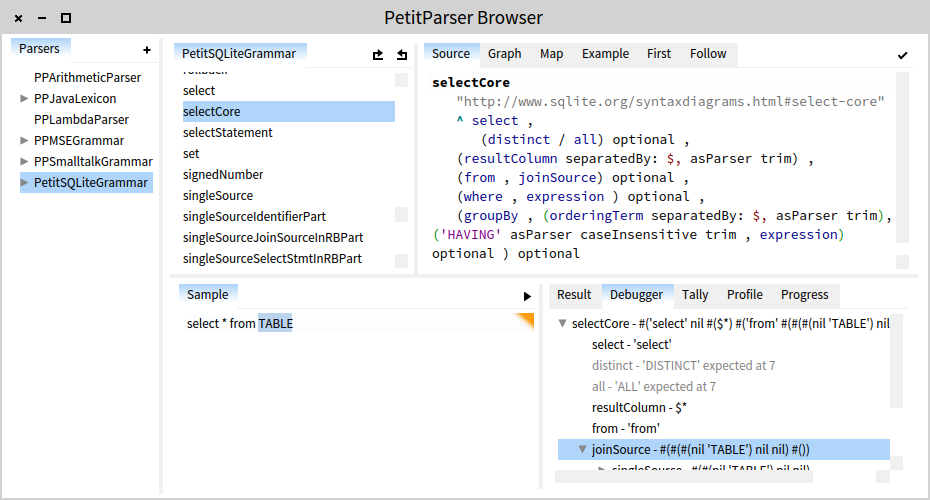 PetitParser Browser
Parsers
+
PPArithmeticParser
PPJavaLexicon
PPLambdaParser
PPMSEGrammar
PPSmalltalkGrammar
PetitSQLiteGrammar
PetitSQLiteGrammar
rollback
select
selectCore
selectStatement
set
signedNumber
singleSource
singleSourceIdentifierPart
singleSourceJoinSourceInRBPart
singleSourceSelectStmtInRBPart
Source Graph Map Example First Follow
selectCore
"http://www.sqlite.org/syntaxdiagrams.html#select-core"
^ select ,
(distinct / all) optional ,
(resultColumn separatedBy: $, asParser trim) ,
(from , joinSource) optional ,
(where , expression ) optional ,
(groupBy , (orderingTerm separatedBy: $, asParser trim),
('HAVING' asParser caseInsensitive trim , expression)
optional ) optional
Sample
select * from TABLE
Result Debugger Tally Profile Progress
selectCore - #('select' nil #($*) #('from' #(#(#(nil 'TABLE') nil
select - 'select'
distinct - 'DISTINCT' expected at 7
all - 'ALL' expected at 7
resultColumn - $*
from - 'from'
joinSource - #(#(#(nil 'TABLE') nil nil) #())
singleSource - #(#(nil 'TABLE') nil nil)